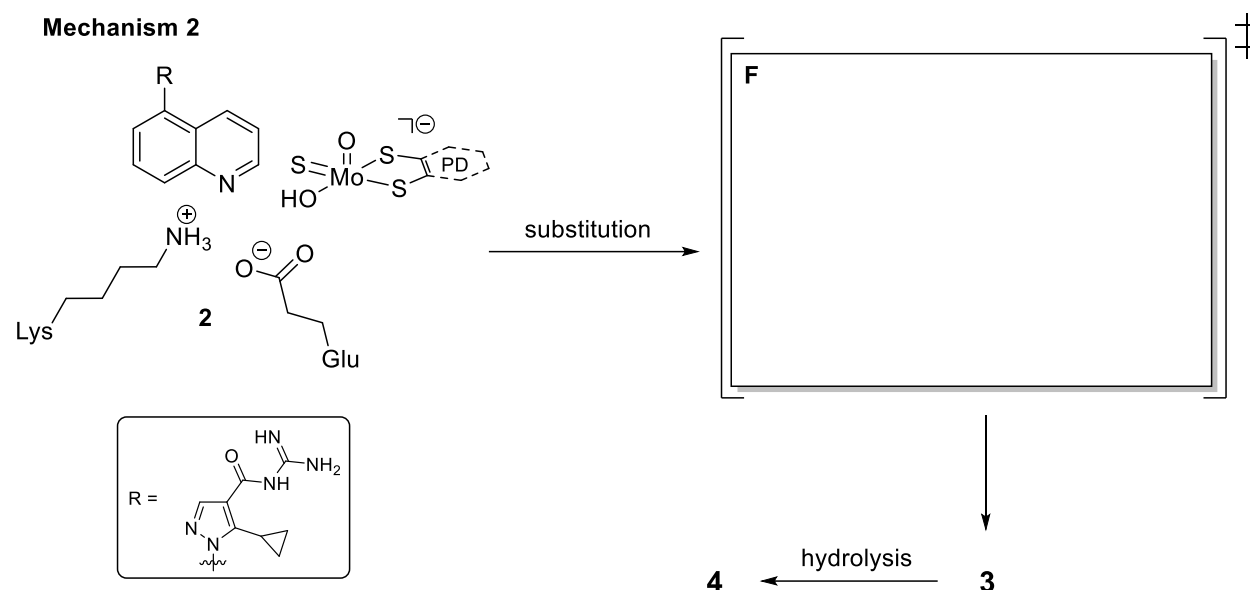 Mechanism 2
‡
F
R
N
O
S
Mo
HO
S
S
PD
⊖
⊕
NH3
Lys
2
⊖
O
O
Glu
substitution
R =
HN
O
NH2
NH
N
N
4
hydrolysis
3